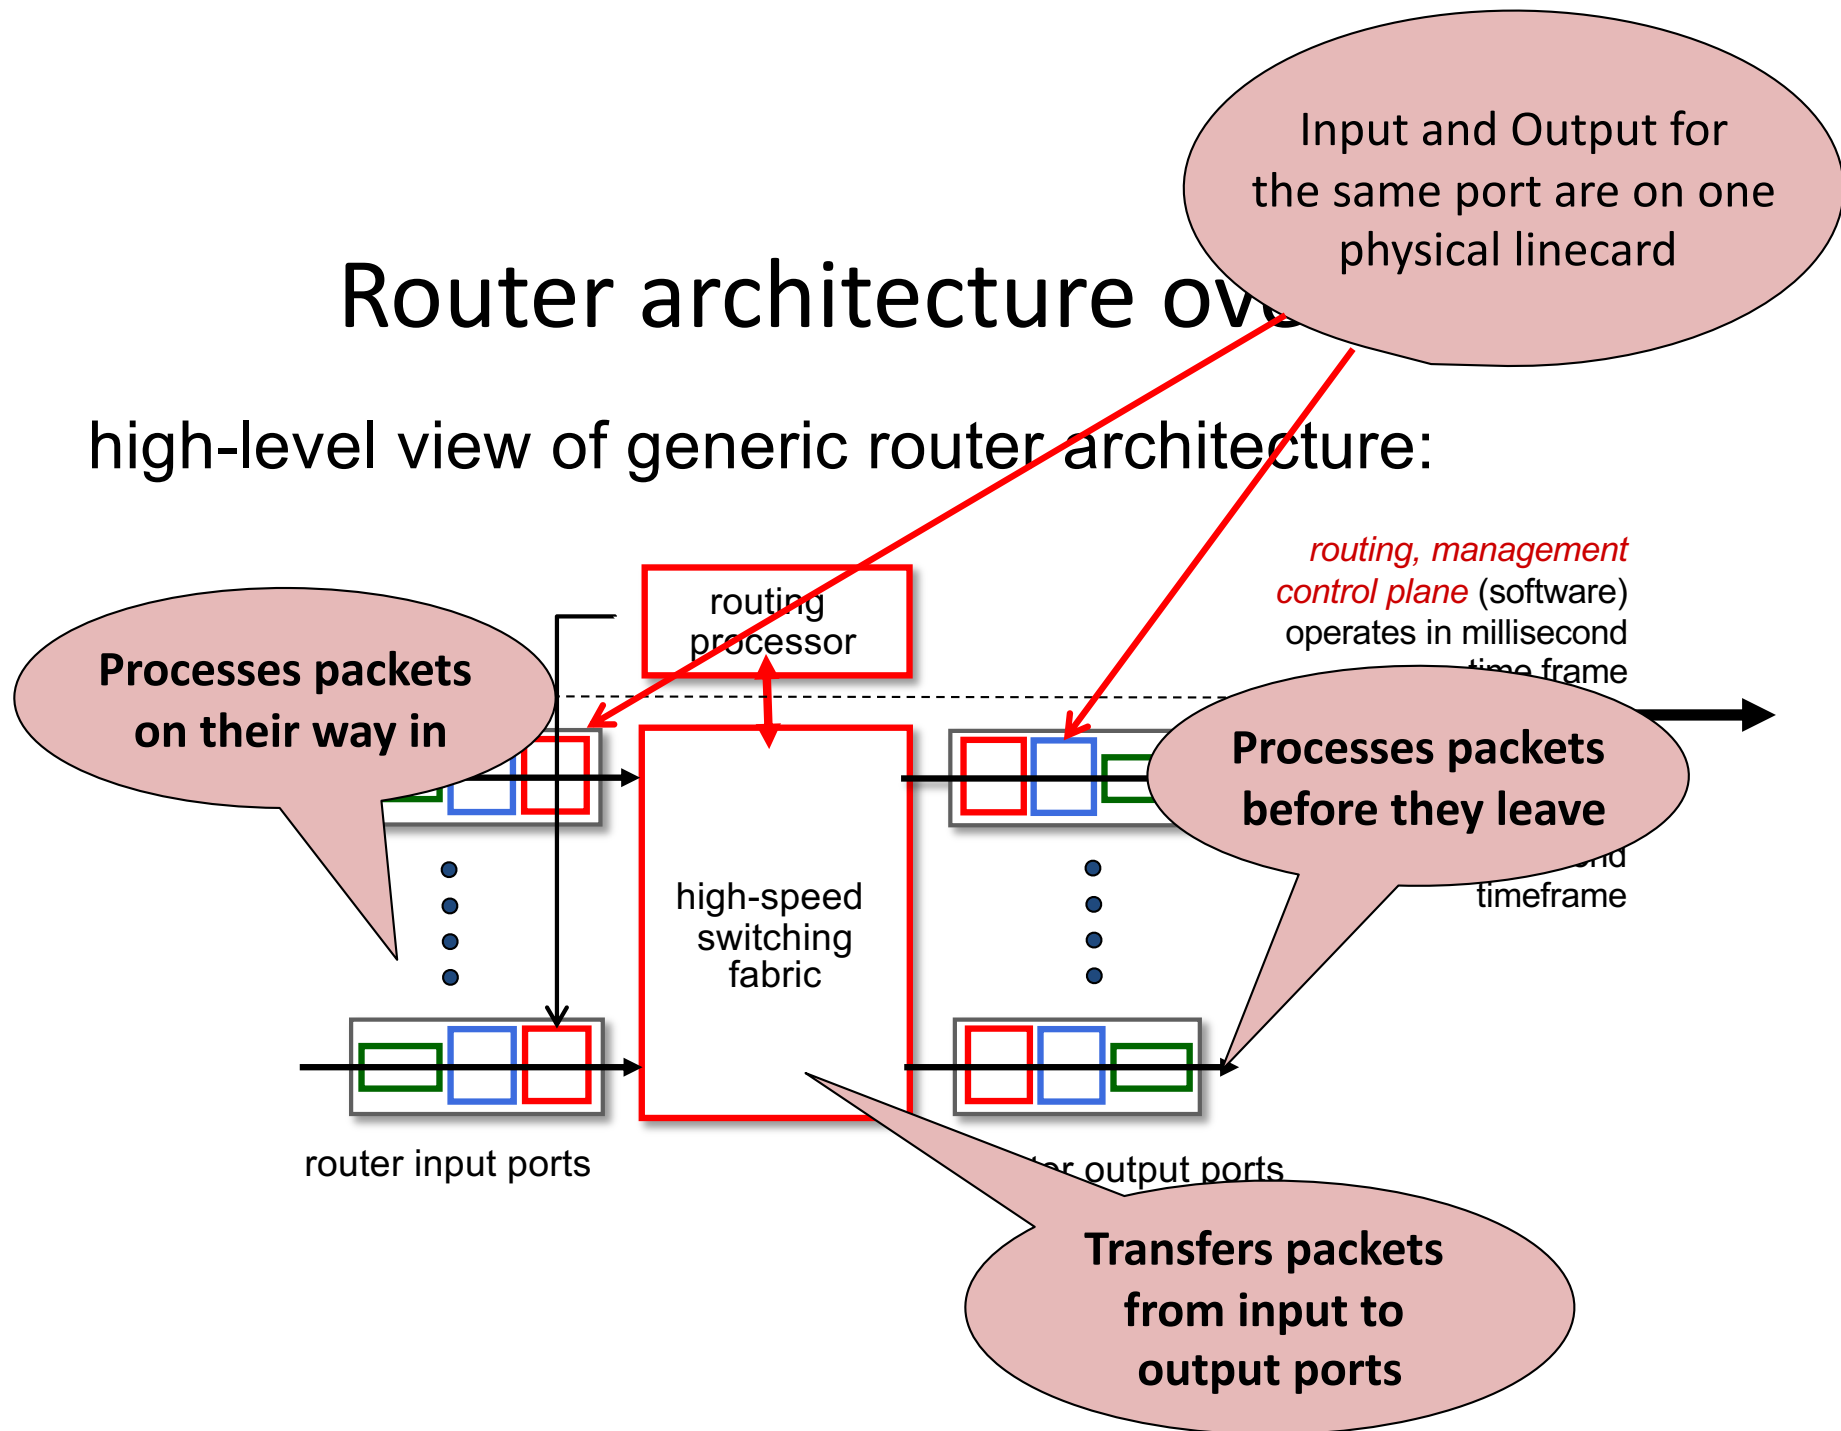 Input and Output for
the same port are on one
physical linecard
Router architecture
high-level view of generic router architecture:
routing, management
control plane (software)
operates in millisecond
time frame
routing
processor
Processes packets
on their way in
Processes packets
before they leave
timeframe
high-speed
switching
fabric
router input ports
output ports
Transfers packets
from input to
output ports